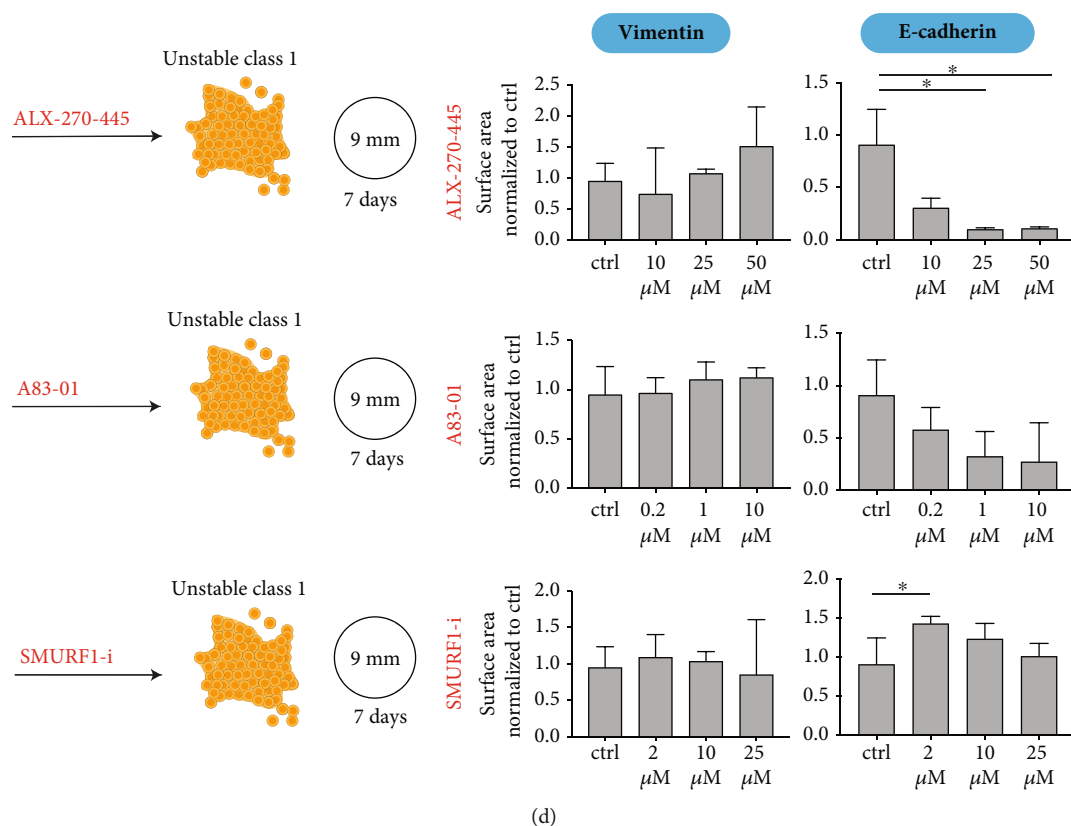 Vimentin
E-cadherin
Unstable class 1
ALX-270-445
9 mm
7 days
ALX-270-445
Surface area
normalized to ctrl
2.5
2.0
1.5
1.0
0.5
0.0
ctrl
10
µM
25
µM
50
µM
1.5
1.0
0.5
0.0
*
*
ctrl
10
µM
25
µM
50
µM
Unstable class 1
A83-01
9 mm
7 days
A83-01
Surface area
normalized to ctrl
1.5
1.0
0.5
0.0
ctrl
0.2
µM
1
µM
10
µM
1.5
1.0
0.5
0.0
ctrl
0.2
µM
1
µM
10
µM
Unstable class 1
SMURF1-i
9 mm
7 days
SMURF1-i
Surface area
normalized to ctrl
2.0
1.5
1.0
0.5
0.0
ctrl
2
µM
10
µM
25
µM
2.0
1.5
1.0
0.5
0.0
*
ctrl
2
µM
10
µM
25
µM
(d)